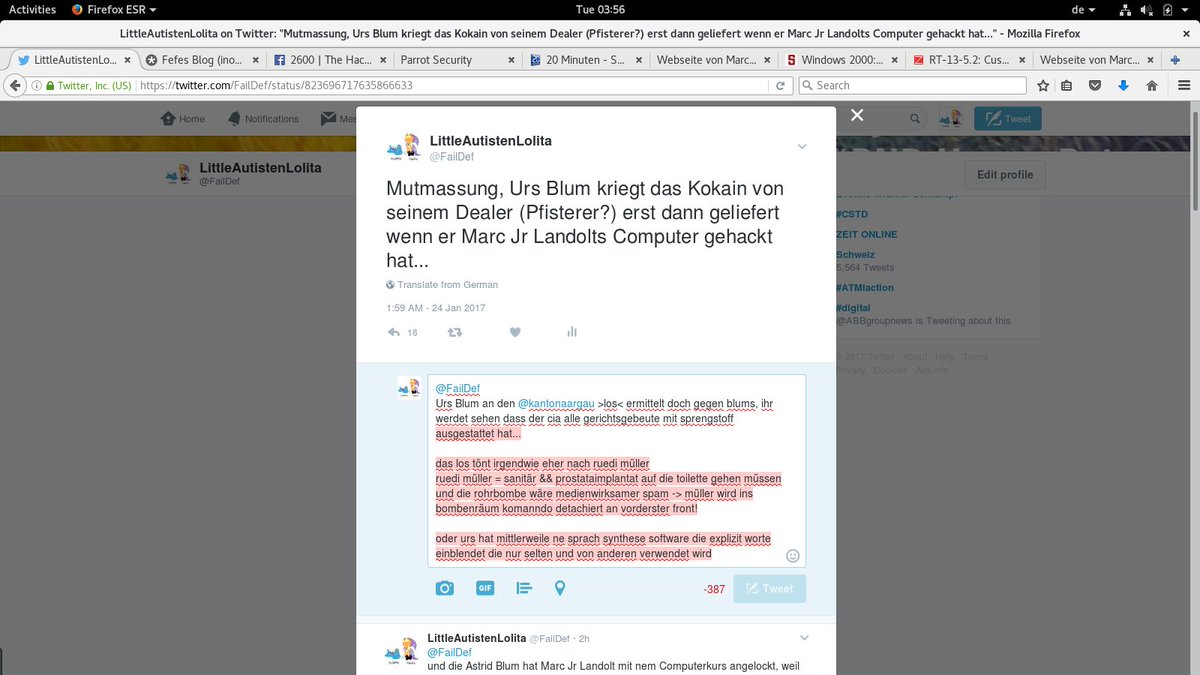 Activities Firefox ESR Tue 03:56 de
LittleAutistenLolita on Twitter: "Mutmassung, Urs Blum kriegt das Kokain von seinem Dealer (Pfisterer?) erst dann geliefert wenn er Marc Jr Landolts Computer gehackt hat..." - Mozilla Firefox
LittleAutistenLo... Fefes Blog (ino... 2600 | The Hac... Parrot Security 20 Minuten - S... Webseite von Marc... Windows 2000:... RT-13-5.2: Cus... Webseite von Marc...
Twitter, Inc. (US) https://twitter.com/FailDef/status/823696717635866633 Search
Home Notifications Mes Tweet
LittleAutistenLolita
@FailDef
Edit profile
LittleAutistenLolita
@FailDef
Mutmassung, Urs Blum kriegt das Kokain von
seinem Dealer (Pfisterer?) erst dann geliefert
wenn er Marc Jr Landolts Computer gehackt
hat...
Translate from German
1:59 AM - 24 Jan 2017
18
#CSTD
ZEIT ONLINE
Schweiz
5,564 Tweets
#ATMIaction
#digital
@ABBgroupnews is Tweeting about this
© 2017 Twitter About Help Terms
Privacy Cookies Ads info
@FailDef
Urs Blum an den @kantonaargau >los< ermittelt doch gegen blums, ihr
werdet sehen dass der cia alle gerichtsgebeute mit sprengstoff
ausgestattet hat...
das los tönt irgendwie eher nach ruedi müller
ruedi müller = sanitär && prostataimplantat auf die toilette gehen müssen
und die rohrbombe wäre medienwirksamer spam -> müller wird ins
bombenräum komanndo detachiert an vorderster front!
oder urs hat mittlerweile ne sprach synthese software die explizit worte
einblendet die nur selten und von anderen verwendet wird
GIF -387 Tweet
LittleAutistenLolita @FailDef · 2h
@FailDef
und die Astrid Blum hat Marc Jr Landolt mit nem Computerkurs angelockt, weil